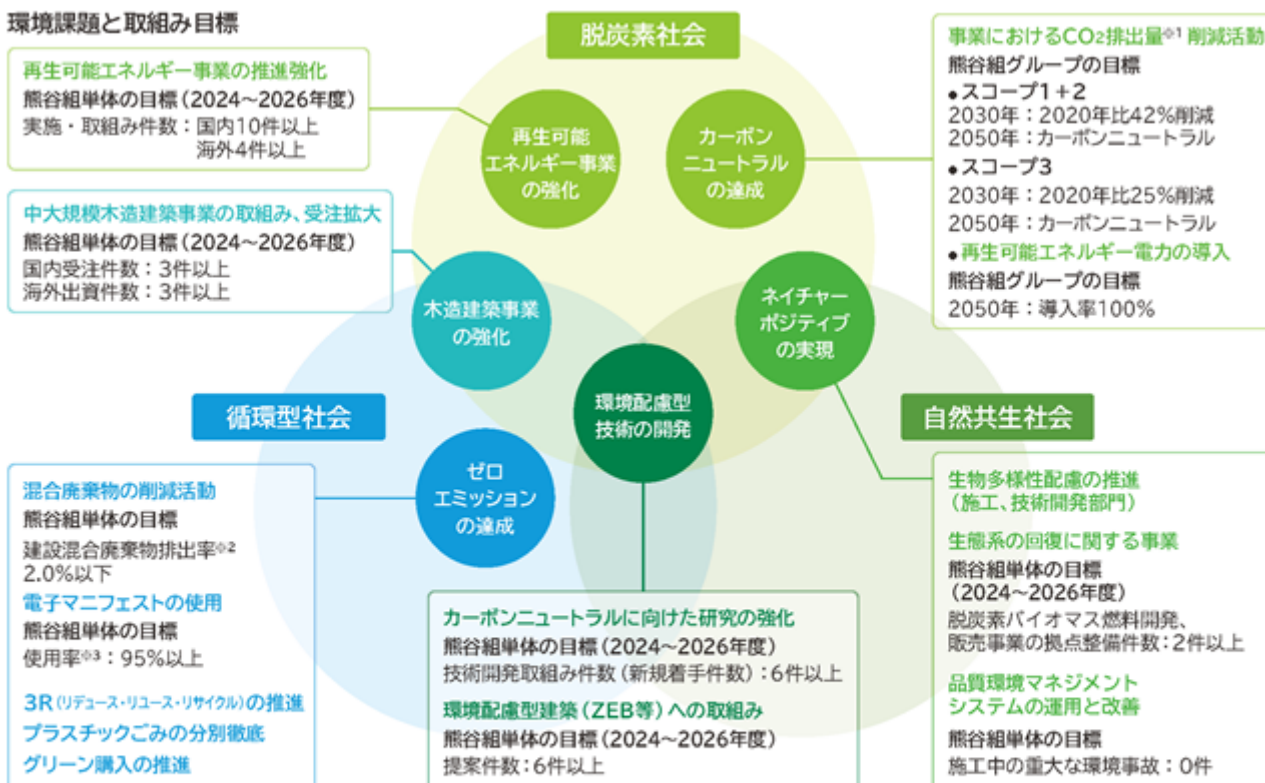 環境課題と取組み目標
脱炭素社会
再生可能エネルギー事業の推進強化
熊谷組単体の目標（2024～2026年度）
実施・取組み件数：国内10件以上
海外4件以上
中大規模木造建築事業の取組み、受注拡大
熊谷組単体の目標（2024～2026年度）
国内受注件数：3件以上
海外出資件数：3件以上
再生可能
エネルギー事業
の強化
カーボン
ニュートラル
の達成
事業におけるCO2排出量※1 削減活動
熊谷組グループの目標
●スコープ1＋2
2030年：2020年比42%削減
2050年：カーボンニュートラル
●スコープ3
2030年：2020年比25%削減
2050年：カーボンニュートラル
●再生可能エネルギー電力の導入
熊谷組グループの目標
2050年：導入率100%
木造建築事業
の強化
ネイチャー
ポジティブ
の実現
環境配慮型
技術の開発
循環型社会
自然共生社会
ゼロ
エミッション
の達成
混合廃棄物の削減活動
熊谷組単体の目標
建設混合廃棄物排出率※2
2.0%以下
電子マニフェストの使用
熊谷組単体の目標
使用率※3：95%以上
3R（リデュース・リユース・リサイクル）の推進
プラスチックごみの分別徹底
グリーン購入の推進
カーボンニュートラルに向けた研究の強化
熊谷組単体の目標（2024～2026年度）
技術開発取組み件数（新規着手件数）：6件以上
環境配慮型建築（ZEB等）への取組み
熊谷組単体の目標（2024～2026年度）
提案件数：6件以上
生物多様性配慮の推進
（施工、技術開発部門）
生態系の回復に関する事業
熊谷組単体の目標
（2024～2026年度）
脱炭素バイオマス燃料開発、
販売事業の拠点整備件数：2件以上
品質環境マネジメント
システムの運用と改善
熊谷組単体の目標
施工中の重大な環境事故：0件